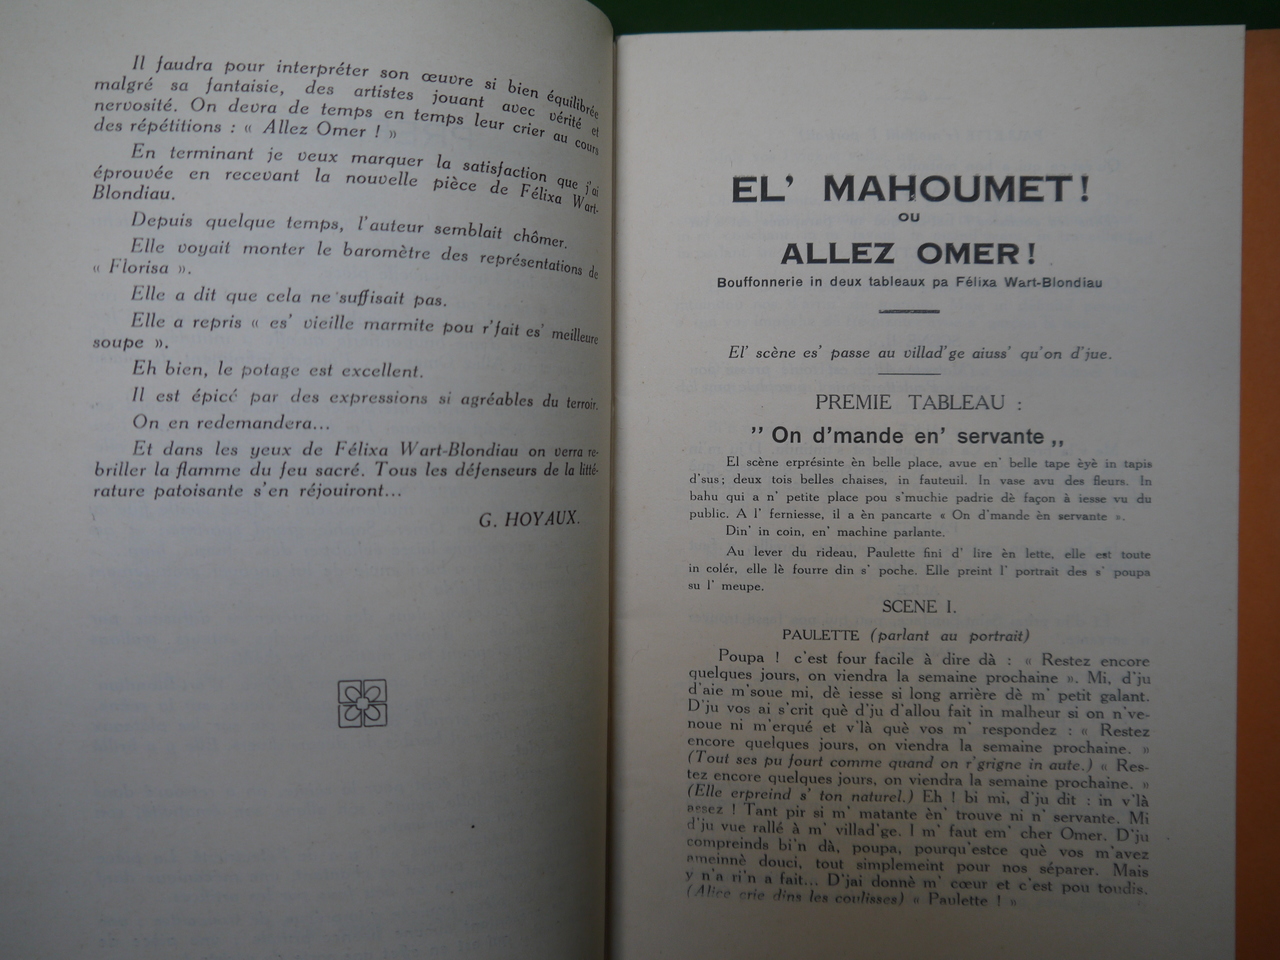 Il faudra pour interpréter son œuvre si bien équilibrée
malgré sa fantaisie, des artistes jouant avec vérité et
nervosité. On devra de temps en temps leur crier au cours
des répétitions : « Allez Omer ! »
En terminant je veux marquer la satisfaction que j'ai
éprouvée en recevant la nouvelle pièce de Félixa Wart-
Blondiau.
Depuis quelque temps, l'auteur semblait chômer.
Elle voyait monter le baromètre des représentations de
« Florisa ».
Elle a dit que cela ne suffisait pas.
Elle a repris « es' vieille marmite pou r'fait es' meilleure
soupe ».
Eh bien, le potage est excellent.
Il est épicé par des expressions si agréables du terroir.
On en redemandera...
Et dans les yeux de Félixa Wart-Blondiau on verra re-
briller la flamme du feu sacré. Tous les défenseurs de la litté-
rature patoisante s'en réjouiront...
G. HOYAUX.
EL' MAHOUMET !
OU
ALLEZ OMER !
Bouffonnerie in deux tableaux pa Félixa Wart-Blondiau
El' scène es' passe au villad'ge aiuss' qu'on d'jue.
PREMIE TABLEAU :
" On d'mande en' servante „
El scène erprésinte èn belle place, avue en' belle tape èyè in tapis
d'sus ; deux tois belles chaises, in fauteuil. In vase avu des fleurs. In
bahu qui a n' petite place pou s'muchie padrie dè façon à iesse vu du
public. A l' ferniesse, il a èn pancarte « On d'mande èn servante ».
Din' in coin, en' machine parlante.
Au lever du rideau, Paulette fini d' lire èn lette, elle est toute
in colér, elle lè fourre din s' poche. Elle preint l' portrait des s' poupa
su l' meupe.
SCENE I.
PAULETTE (parlant au portrait)
Poupa ! c'est four facile à dire dà : « Restez encore
quelques jours, on viendra la semaine prochaine ». Mi, d'ju
d'aie m'soue mi, dè iesse si long arrière dè m' petit galant.
D'ju vos ai s'crit què d'ju d'allou fait in malheur si on n've-
noue ni m'erqué et v'là què vos m' respondez : « Restez
encore quelques jours, on viendra la semaine prochaine. »
(Tout ses pu fourt comme quand on r'grigne in aute.) « Res-
tez encore quelques jours, on viendra la semaine prochaine. »
(Elle erpreind s' ton naturel.) Eh ! bi mi, d'ju dit : in v'là
assez ! Tant pir si m' matante èn' trouve ni n' servante. Mi
d'ju vue rallé à m' villad'ge. I m' faut em' cher Omer. D'ju
compreinds bi'n dà, poupa, pourqu'estce què vos m'avez
ameinnè douci, tout simplemeint pour nos séparer. Mais
y n'a ri'n a fait... D'jai donnè m' cœur et c'est pou toudis.
(Alice crie dins les coulisses) « Paulette ! »